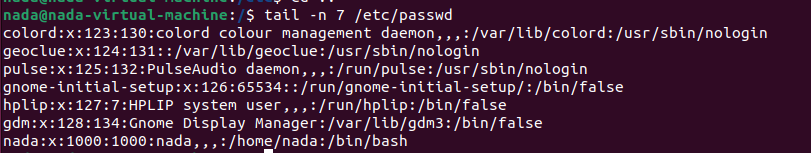 nada@nada-virtual-machine:/$ tail -n 7 /etc/passwd
colord:x:123:130:colord colour management daemon,,,:/var/lib/colord:/usr/sbin/nologin
geoclue:x:124:131::/var/lib/geoclue:/usr/sbin/nologin
pulse:x:125:132:PulseAudio daemon,,,:/run/pulse:/usr/sbin/nologin
gnome-initial-setup:x:126:65534::/run/gnome-initial-setup/:/bin/false
hplip:x:127:7:HPLIP system user,,,:/run/hplip:/bin/false
gdm:x:128:134:Gnome Display Manager:/var/lib/gdm3:/bin/false
nada:x:1000:1000:nada,,,:/home/nada:/bin/bash